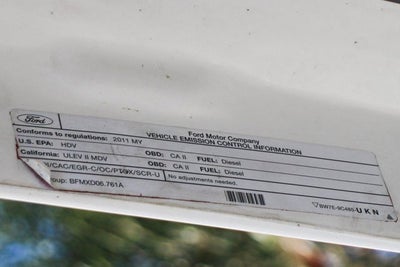 Ford
Ford Motor Company
VEHICLE EMISSION CONTROL INFORMATION
Conforms to regulations: 2011 MY
U.S. EPA: HDV OBD: CA II FUEL: Diesel
California: ULEV II MDV OBD: CA II FUEL: Diesel
/CAC/EGR-C/OC/PTOX/SCR-U No adjustments needed.
oup: BFMXD06.761A
UKN